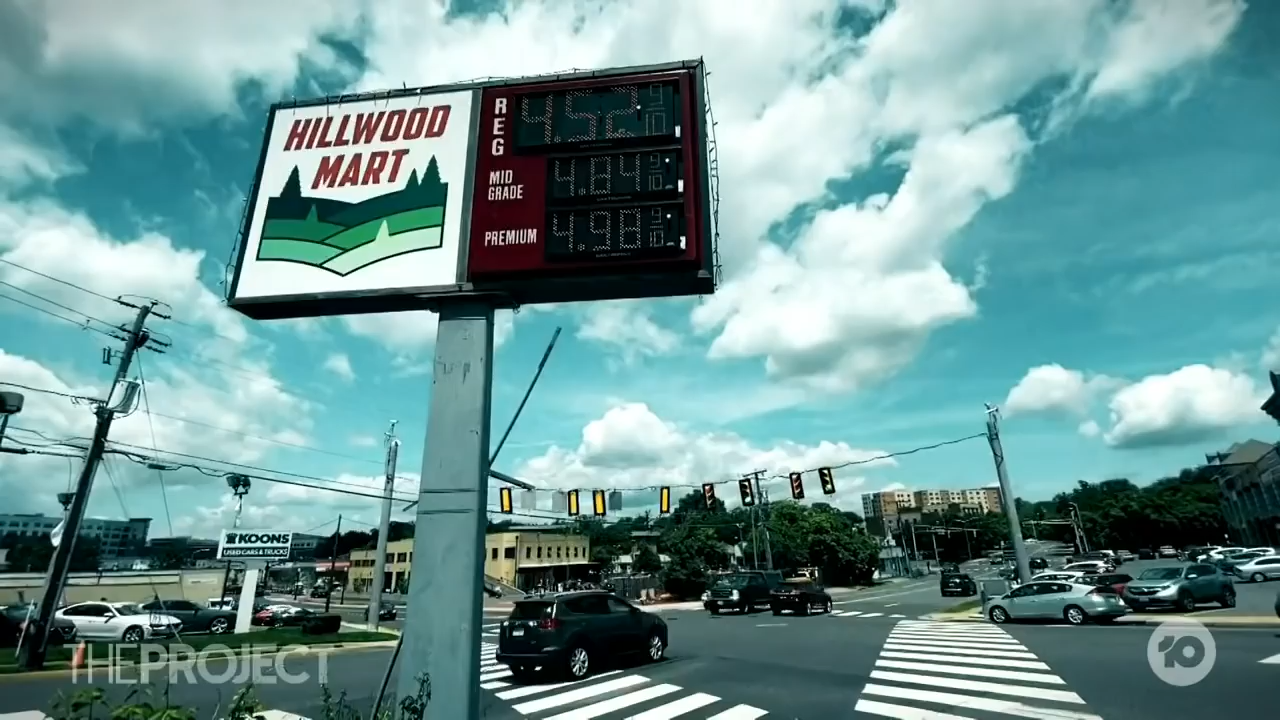 HILLWOOD
MART
REG
4.52 9/10
MID
GRADE
4.84 9/10
PREMIUM
4.98 9/10
KOONS
USED CARS & TRUCKS
THEPROJECT
10